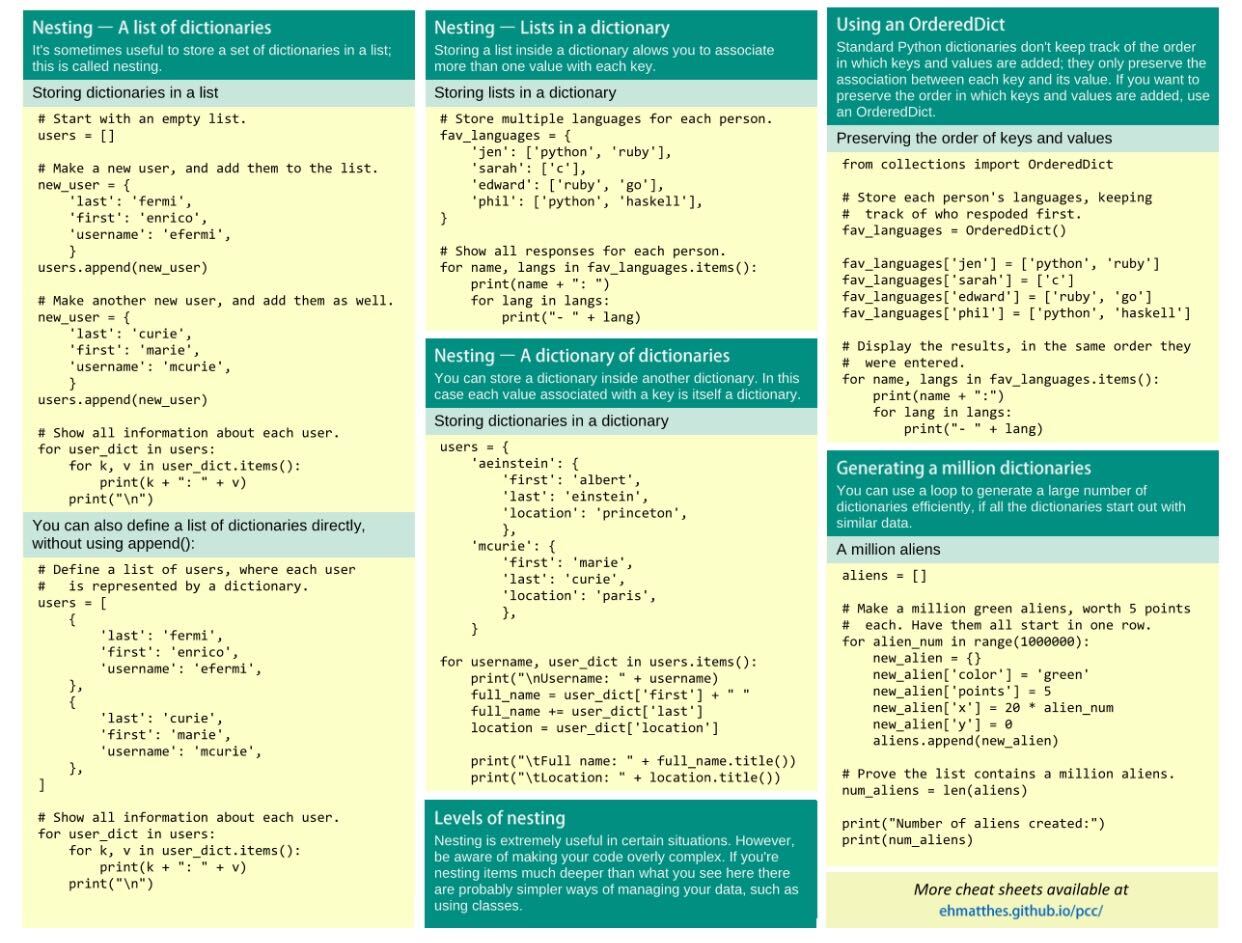 Nesting — A list of dictionaries
It's sometimes useful to store a set of dictionaries in a list;
this is called nesting.
Storing dictionaries in a list
# Start with an empty list.
users = []
# Make a new user, and add them to the list.
new_user = {
    'last': 'fermi',
    'first': 'enrico',
    'username': 'efermi',
    }
users.append(new_user)
# Make another new user, and add them as well.
new_user = {
    'last': 'curie',
    'first': 'marie',
    'username': 'mcurie',
    }
users.append(new_user)
# Show all information about each user.
for user_dict in users:
    for k, v in user_dict.items():
        print(k + ": " + v)
    print("\n")
You can also define a list of dictionaries directly,
without using append():
# Define a list of users, where each user
#   is represented by a dictionary.
users = [
    {
        'last': 'fermi',
        'first': 'enrico',
        'username': 'efermi',
    },
    {
        'last': 'curie',
        'first': 'marie',
        'username': 'mcurie',
    },
]
# Show all information about each user.
for user_dict in users:
    for k, v in user_dict.items():
        print(k + ": " + v)
    print("\n")
Nesting — Lists in a dictionary
Storing a list inside a dictionary alows you to associate
more than one value with each key.
Storing lists in a dictionary
# Store multiple languages for each person.
fav_languages = {
    'jen': ['python', 'ruby'],
    'sarah': ['c'],
    'edward': ['ruby', 'go'],
    'phil': ['python', 'haskell'],
}
# Show all responses for each person.
for name, langs in fav_languages.items():
    print(name + ": ")
    for lang in langs:
        print("- " + lang)
Nesting — A dictionary of dictionaries
You can store a dictionary inside another dictionary. In this
case each value associated with a key is itself a dictionary.
Storing dictionaries in a dictionary
users = {
    'aeinstein': {
        'first': 'albert',
        'last': 'einstein',
        'location': 'princeton',
        },
    'mcurie': {
        'first': 'marie',
        'last': 'curie',
        'location': 'paris',
        },
    }
for username, user_dict in users.items():
    print("\nUsername: " + username)
    full_name = user_dict['first'] + " "
    full_name += user_dict['last']
    location = user_dict['location']
    print("\tFull name: " + full_name.title())
    print("\tLocation: " + location.title())
Levels of nesting
Nesting is extremely useful in certain situations. However,
be aware of making your code overly complex. If you're
nesting items much deeper than what you see here there
are probably simpler ways of managing your data, such as
using classes.
Using an OrderedDict
Standard Python dictionaries don't keep track of the order
in which keys and values are added; they only preserve the
association between each key and its value. If you want to
preserve the order in which keys and values are added, use
an OrderedDict.
Preserving the order of keys and values
from collections import OrderedDict
# Store each person's languages, keeping
#  track of who respoded first.
fav_languages = OrderedDict()
fav_languages['jen'] = ['python', 'ruby']
fav_languages['sarah'] = ['c']
fav_languages['edward'] = ['ruby', 'go']
fav_languages['phil'] = ['python', 'haskell']
# Display the results, in the same order they
#  were entered.
for name, langs in fav_languages.items():
    print(name + ":")
    for lang in langs:
        print("- " + lang)
Generating a million dictionaries
You can use a loop to generate a large number of
dictionaries efficiently, if all the dictionaries start out with
similar data.
A million aliens
aliens = []
# Make a million green aliens, worth 5 points
#  each. Have them all start in one row.
for alien_num in range(1000000):
    new_alien = {}
    new_alien['color'] = 'green'
    new_alien['points'] = 5
    new_alien['x'] = 20 * alien_num
    new_alien['y'] = 0
    aliens.append(new_alien)
# Prove the list contains a million aliens.
num_aliens = len(aliens)
print("Number of aliens created:")
print(num_aliens)
More cheat sheets available at
ehmatthes.github.io/pcc/